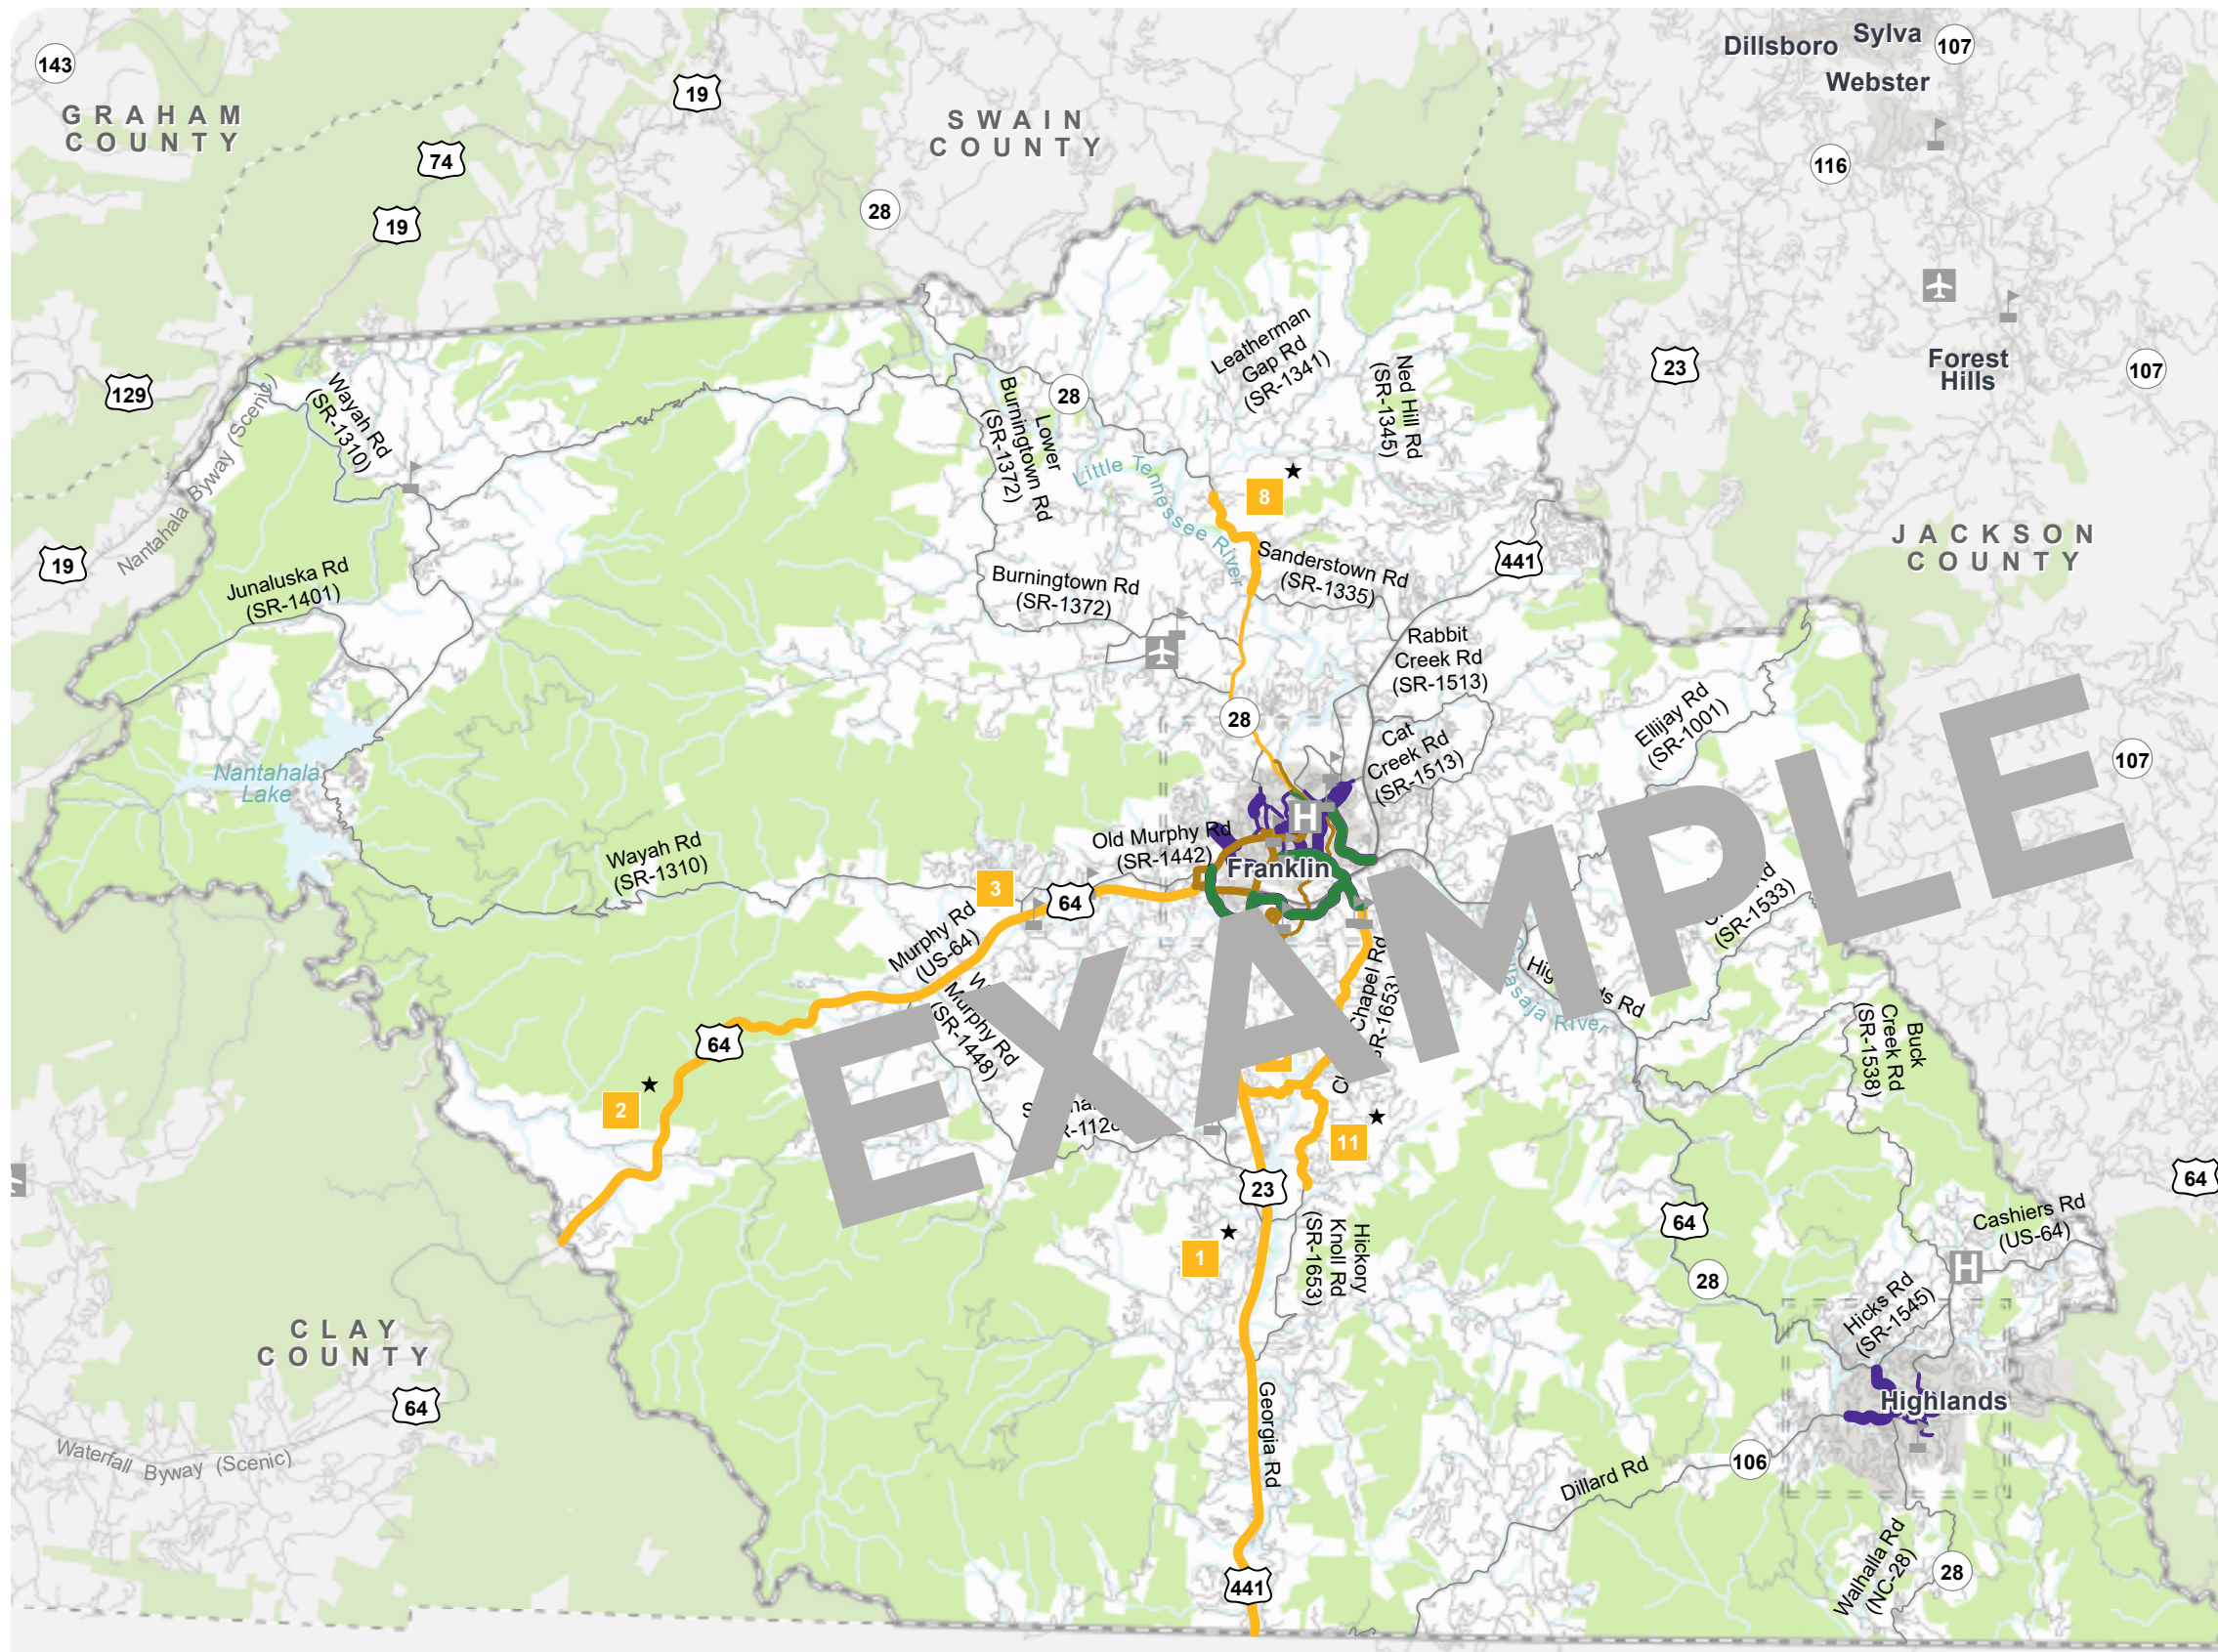 Dillsboro
Sylva
107
Webster
143
19
GRAHAM
COUNTY
SWAIN
COUNTY
74
116
19
28
Leatherman
Gap Rd
(SR-1341)
Ned Hill Rd
(SR-1345)
23
Forest
Hills
107
129
Wayah Rd
(SR-1310)
28
Lower
Burningtown Rd
(SR-1372)
Little Tennessee River
8
Nantahala Byway (Scenic)
JACKSON
COUNTY
19
441
Junaluska Rd
(SR-1401)
Burningtown Rd
(SR-1372)
Sanderstown Rd
(SR-1335)
Rabbit
Creek Rd
(SR-1513)
28
Ellijay Rd
(SR-1001)
Cat
Creek Rd
(SR-1513)
107
Nantahala
Lake
H
Wayah Rd
(SR-1310)
Old Murphy Rd
(SR-1442)
Franklin
3
64
Rd
(SR-1533)
Murphy Rd
(US-64)
EXAMPLE
Murphy Rd
(SR-1448)
Chapel Rd
River
Buck
Creek Rd
(SR-1538)
64
2
11
23
64
64
1
Hickory
Knoll Rd
(SR-1653)
Cashiers Rd
(US-64)
H
28
Hicks Rd
(SR-1545)
CLAY
COUNTY
64
Highlands
Georgia Rd
Waterfall Byway (Scenic)
106
Dillard Rd
441
Walhalla Rd
(NC-28)
28